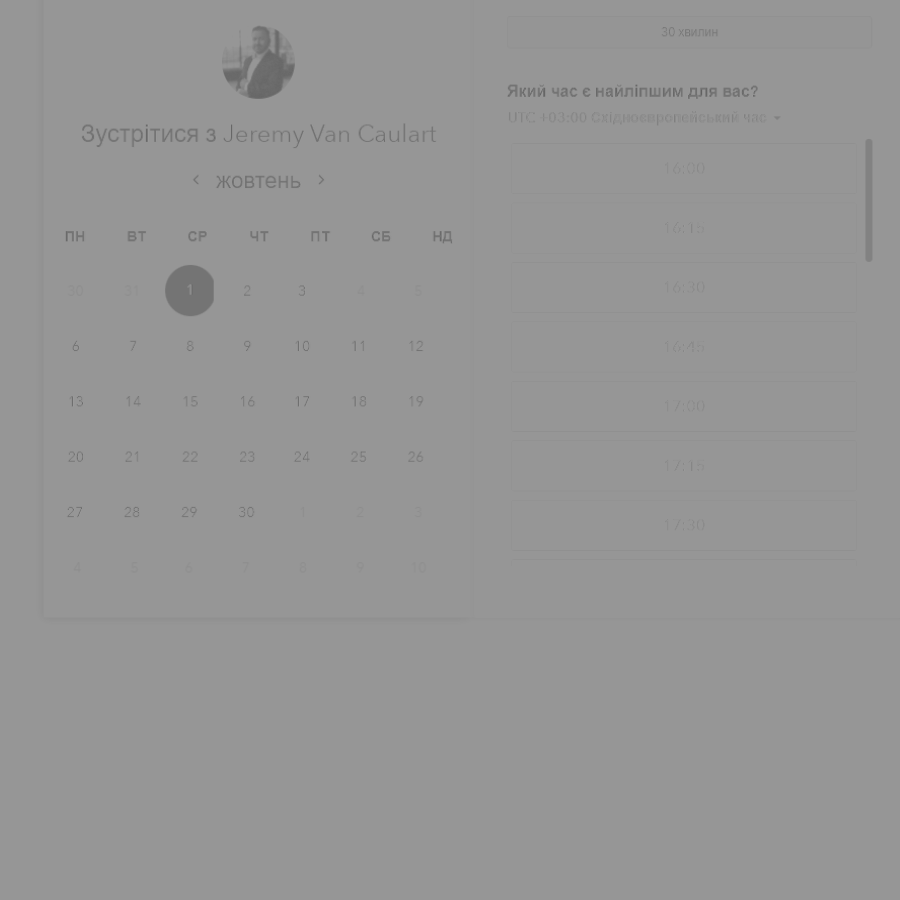 Зустрітися з Jeremy Van Caulart
жовтень
ПН ВТ СР ЧТ ПТ СБ НД
30 31 1 2 3 4 5
6 7 8 9 10 11 12
13 14 15 16 17 18 19
20 21 22 23 24 25 26
27 28 29 30 1 2 3
4 5 6 7 8 9 10
30 хвилин
Який час є найліпшим для вас?
UTC +03:00 Східноєвропейський час
16:00
16:15
16:30
16:45
17:00
17:15
17:30